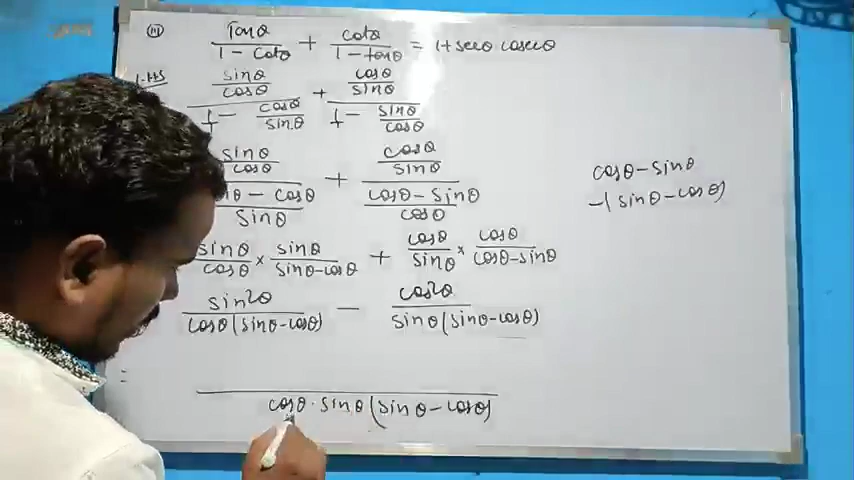 (iii) Tanθ/1-cotθ + cotθ/1-tanθ = 1+secθ cosecθ
L.H.S sinθ/cosθ / 1 - cosθ/sinθ + cosθ/sinθ / 1 - sinθ/cosθ
sinθ/cosθ / - cosθ/sinθ + cosθ/sinθ / cosθ-sinθ/cosθ
sinθ/cosθ × sinθ/sinθ-cosθ + cosθ/sinθ × cosθ/cosθ-sinθ
sin²θ/cosθ(sinθ-cosθ) - cos²θ/sinθ(sinθ-cosθ)
=
cosθ·sinθ(sinθ-cosθ)
cosθ-sinθ
-(sinθ-cosθ)